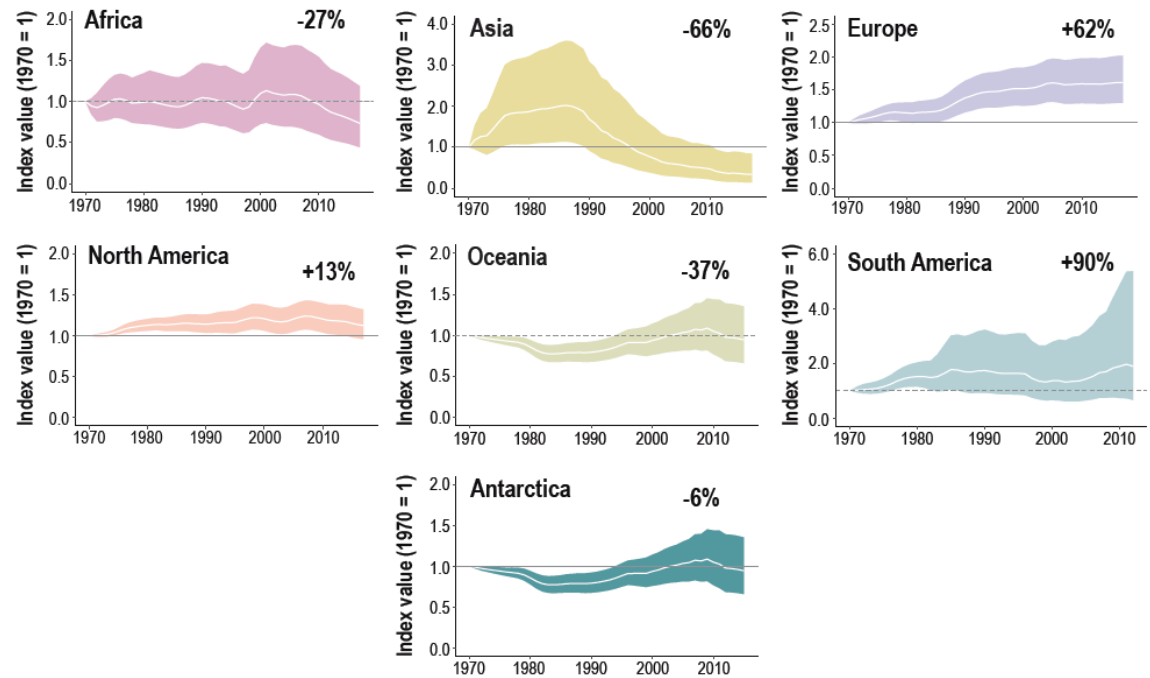 Africa
-27%
Index value (1970 = 1)
2.0
1.5
1.0
0.5
0.0
1970 1980 1990 2000 2010
Asia
-66%
Index value (1970 = 1)
4.0
3.0
2.0
1.0
0.0
1970 1980 1990 2000 2010
Europe
+62%
Index value (1970 = 1)
2.5
2.0
1.5
1.0
0.5
0.0
1970 1980 1990 2000 2010
North America
+13%
Index value (1970 = 1)
2.0
1.5
1.0
0.5
0.0
1970 1980 1990 2000 2010
Oceania
-37%
Index value (1970 = 1)
2.0
1.5
1.0
0.5
0.0
1970 1980 1990 2000 2010
South America
+90%
Index value (1970 = 1)
6.0
4.0
2.0
0.0
1970 1980 1990 2000 2010
Antarctica
-6%
Index value (1970 = 1)
2.0
1.5
1.0
0.5
0.0
1970 1980 1990 2000 2010